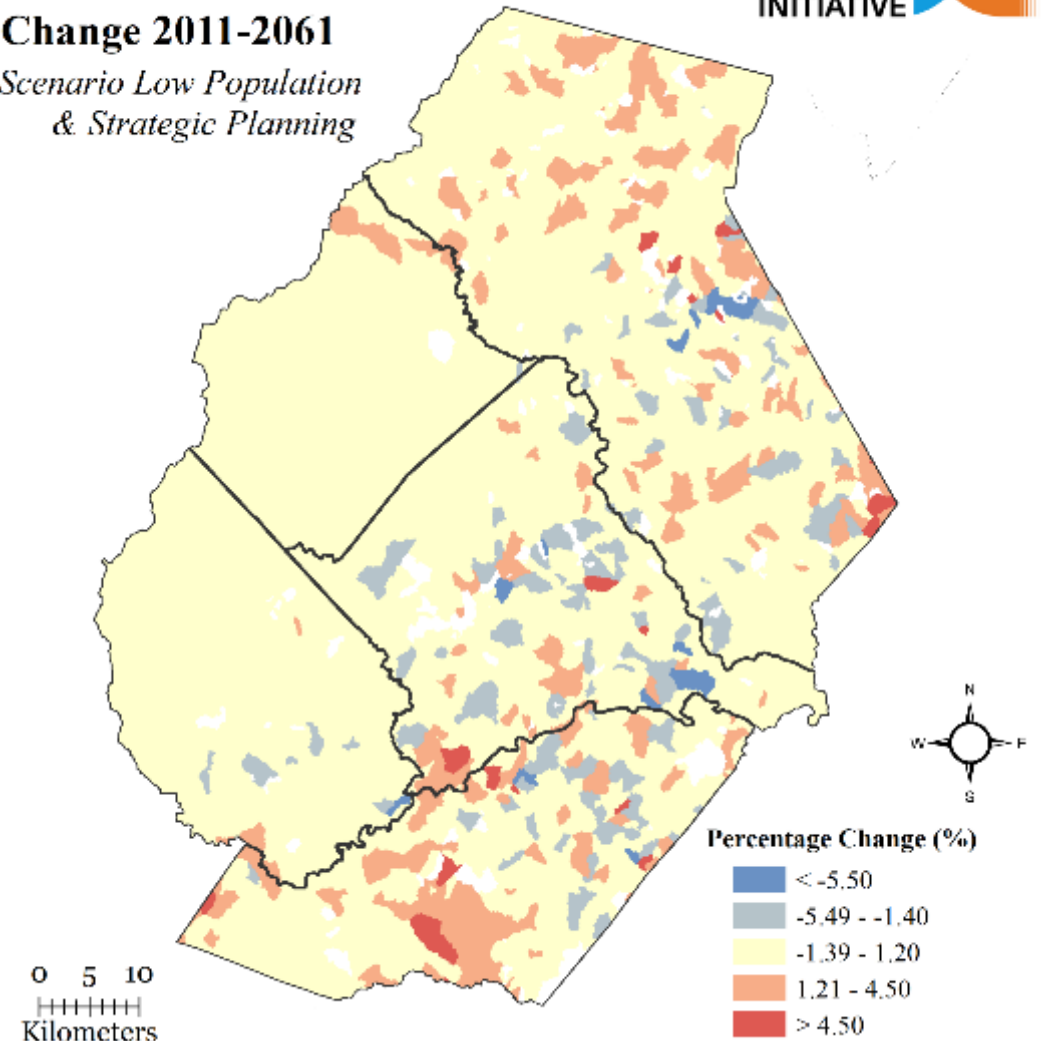 INITIATIVE
Change 2011-2061
Scenario Low Population
& Strategic Planning
N
W E
S
Percentage Change (%)
< -5.50
-5.49 - -1.40
-1.39 - 1.20
1.21 - 4.50
> 4.50
0 5 10
Kilometers